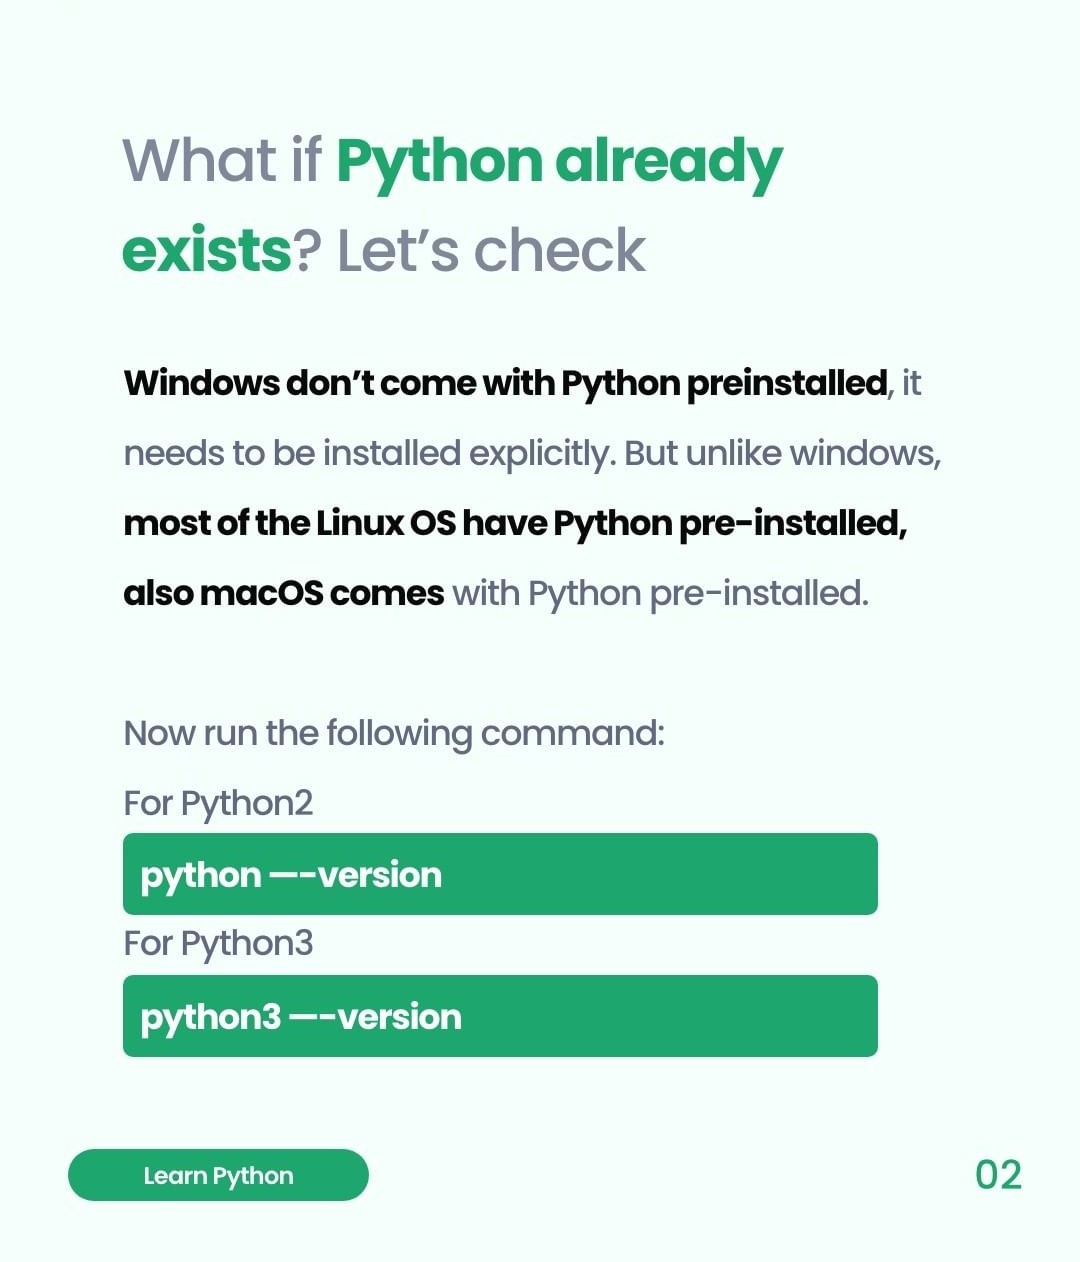 What if Python already
exists? Let’s check
Windows don’t come with Python preinstalled, it
needs to be installed explicitly. But unlike windows,
most of the Linux OS have Python pre-installed,
also macOS comes with Python pre-installed.
Now run the following command:
For Python2
python —-version
For Python3
python3 —-version
Learn Python
02